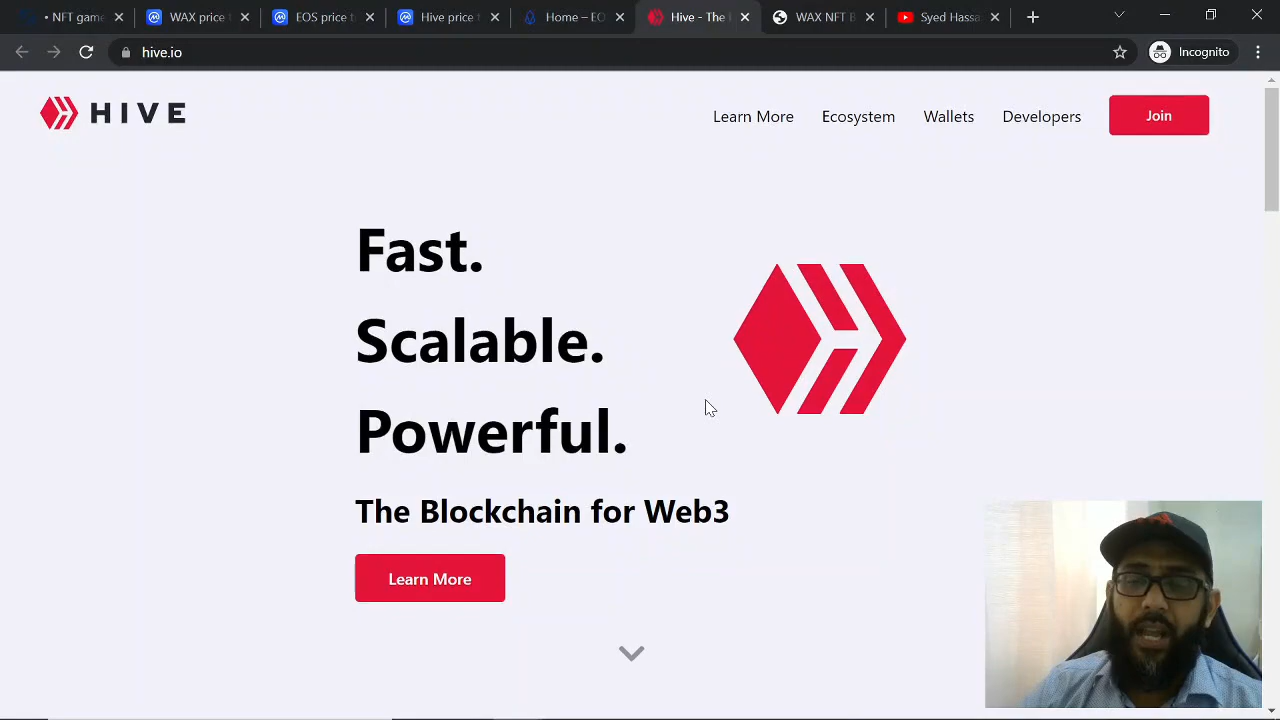 NFT game
WAX price t
EOS price t
Hive price t
Home – EO
Hive - The
WAX NFT B
Syed Hassa
hive.io
Incognito
HIVE
Learn More
Ecosystem
Wallets
Developers
Join
Fast.
Scalable.
Powerful.
The Blockchain for Web3
Learn More